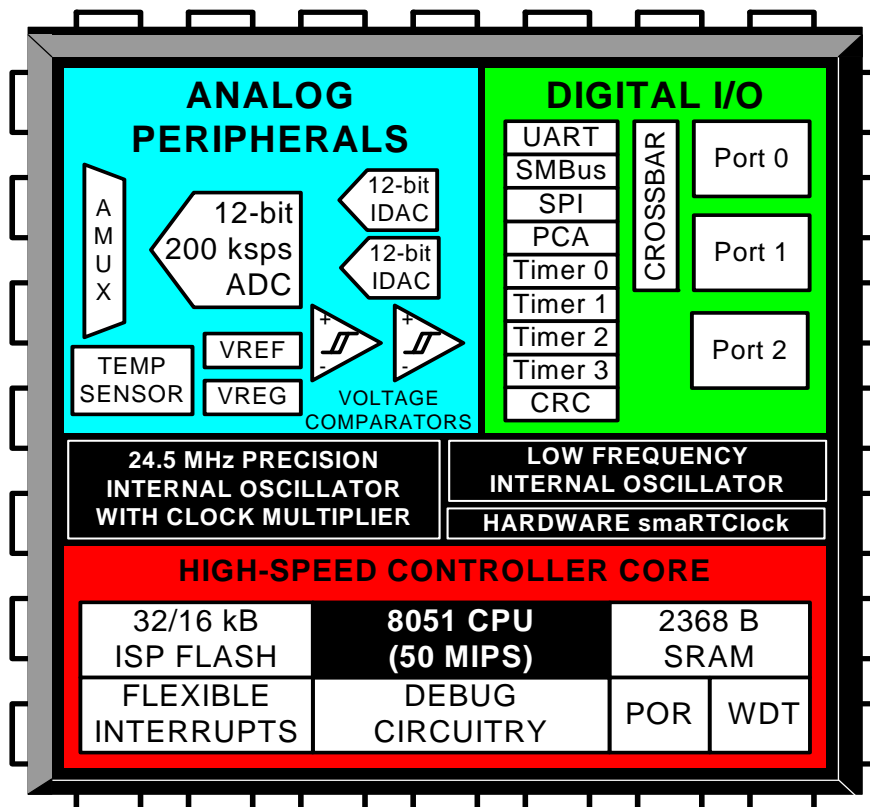 ANALOG
PERIPHERALS
AMUX
12-bit
200 ksps
ADC
12-bit
IDAC
12-bit
IDAC
+
-
+
-
TEMP
SENSOR
VREF
VREG
VOLTAGE
COMPARATORS
DIGITAL I/O
UART
SMBus
SPI
PCA
Timer 0
Timer 1
Timer 2
Timer 3
CRC
CROSSBAR
Port 0
Port 1
Port 2
24.5 MHz PRECISION
INTERNAL OSCILLATOR
WITH CLOCK MULTIPLIER
LOW FREQUENCY
INTERNAL OSCILLATOR
HARDWARE smaRTClock
HIGH-SPEED CONTROLLER CORE
32/16 kB
ISP FLASH
8051 CPU
(50 MIPS)
2368 B
SRAM
FLEXIBLE
INTERRUPTS
DEBUG
CIRCUITRY
POR
WDT